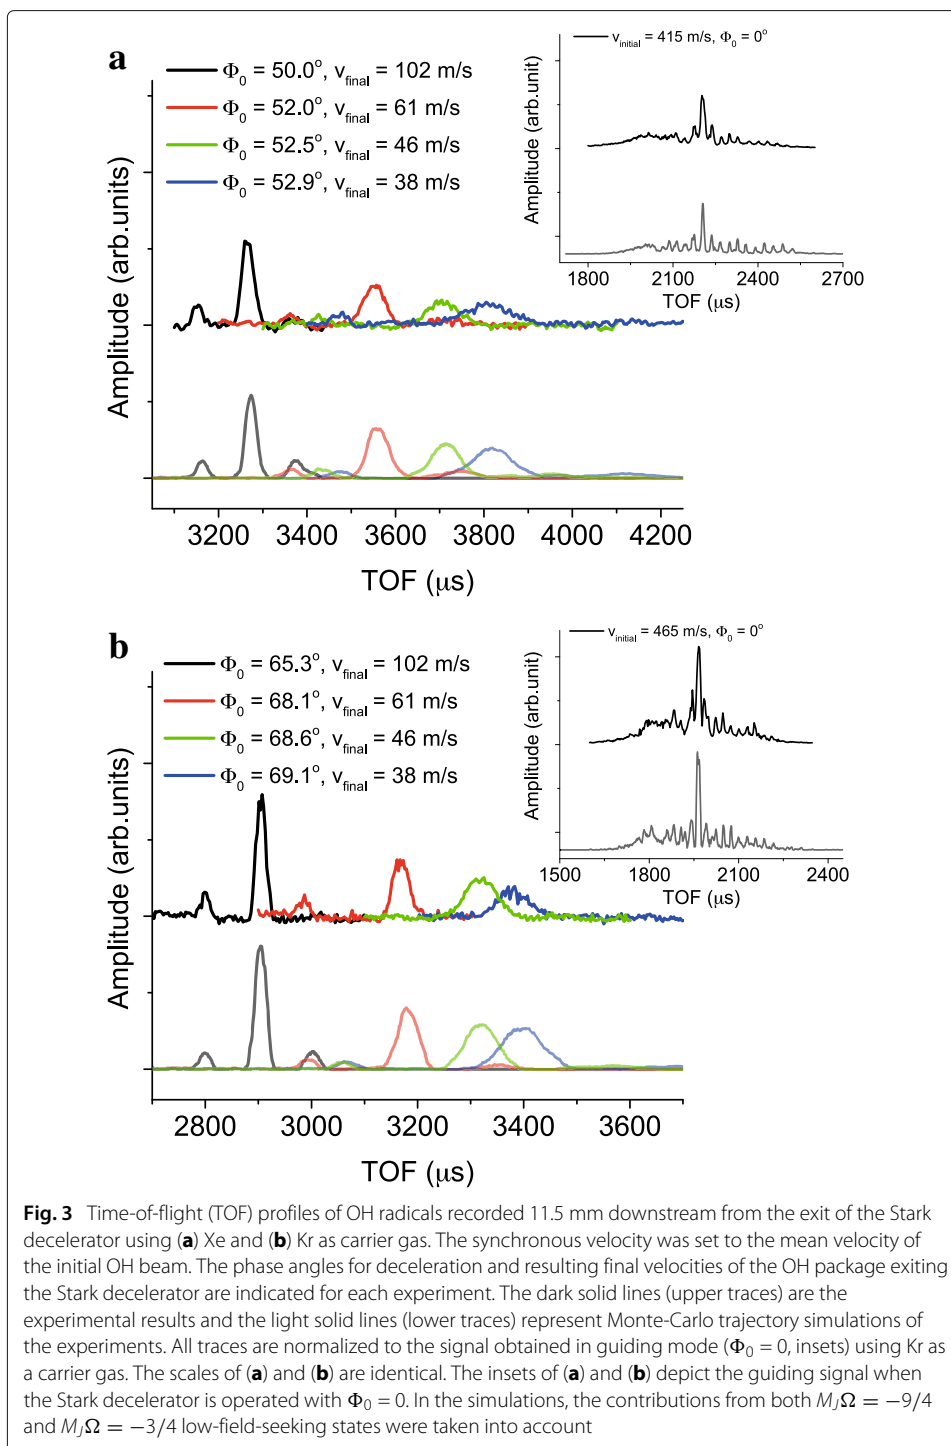 a
Φ0 = 50.0°, vfinal = 102 m/s
Φ0 = 52.0°, vfinal = 61 m/s
Φ0 = 52.5°, vfinal = 46 m/s
Φ0 = 52.9°, vfinal = 38 m/s
Amplitude (arb.units)
3200 3400 3600 3800 4000 4200
TOF (μs)
vinitial = 415 m/s, Φ0 = 0°
Amplitude (arb.unit)
1800 2100 2400 2700
TOF (μs)
b
Φ0 = 65.3°, vfinal = 102 m/s
Φ0 = 68.1°, vfinal = 61 m/s
Φ0 = 68.6°, vfinal = 46 m/s
Φ0 = 69.1°, vfinal = 38 m/s
Amplitude (arb.units)
2800 3000 3200 3400 3600
TOF (μs)
vinitial = 465 m/s, Φ0 = 0°
Amplitude (arb.unit)
1500 1800 2100 2400
TOF (μs)
Fig. 3 Time-of-flight (TOF) profiles of OH radicals recorded 11.5 mm downstream from the exit of the Stark
decelerator using (a) Xe and (b) Kr as carrier gas. The synchronous velocity was set to the mean velocity of
the initial OH beam. The phase angles for deceleration and resulting final velocities of the OH package exiting
the Stark decelerator are indicated for each experiment. The dark solid lines (upper traces) are the
experimental results and the light solid lines (lower traces) represent Monte-Carlo trajectory simulations of
the experiments. All traces are normalized to the signal obtained in guiding mode (Φ0 = 0, insets) using Kr as
a carrier gas. The scales of (a) and (b) are identical. The insets of (a) and (b) depict the guiding signal when
the Stark decelerator is operated with Φ0 = 0. In the simulations, the contributions from both MJΩ = −9/4
and MJΩ = −3/4 low-field-seeking states were taken into account